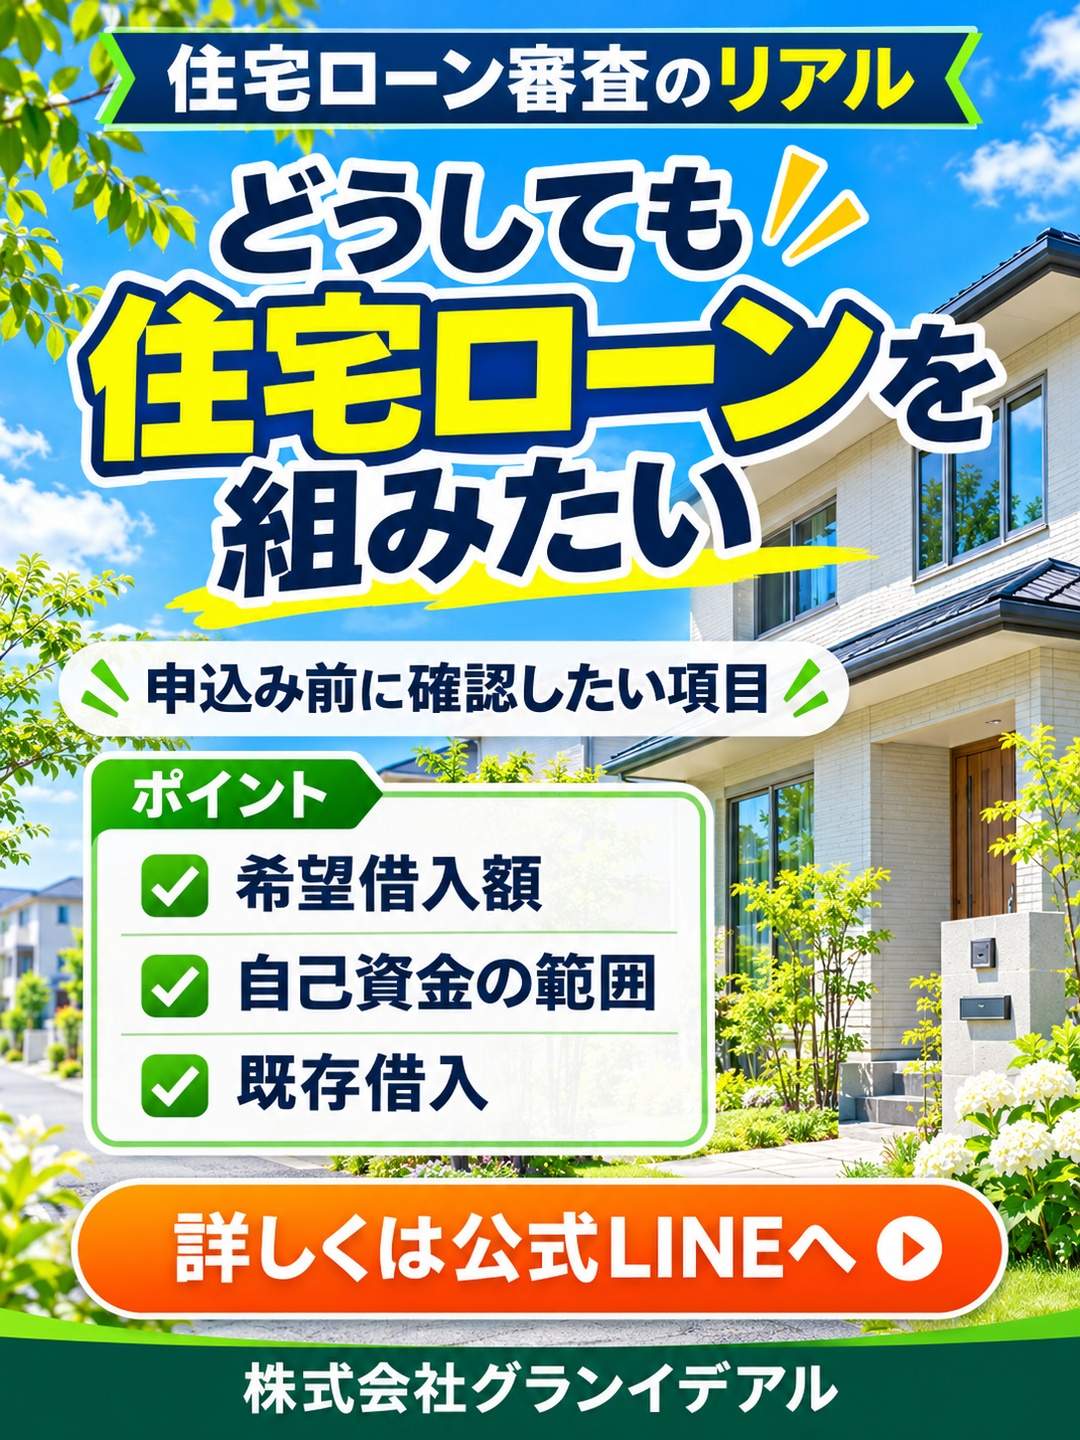 住宅ローン審査のリアル
どうしても
住宅ローンを
組みたい
申込み前に確認したい項目
ポイント
希望借入額
自己資金の範囲
既存借入
詳しくは公式LINEへ
株式会社グランイデアル